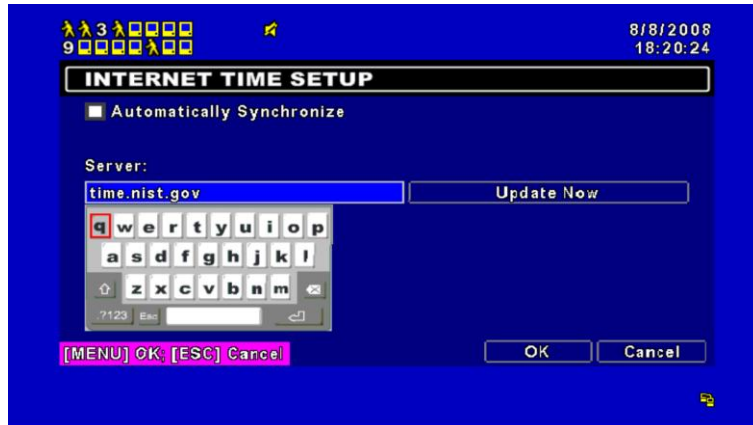 3
8/8/2008
9
18:20:24
INTERNET TIME SETUP
Automatically Synchronize
Server:
time.nist.gov
Update Now
q w e r t y u i o p
a s d f g h j k l
z x c v b n m
.?123 Esc
[MENU] OK; [ESC] Cancel
OK Cancel